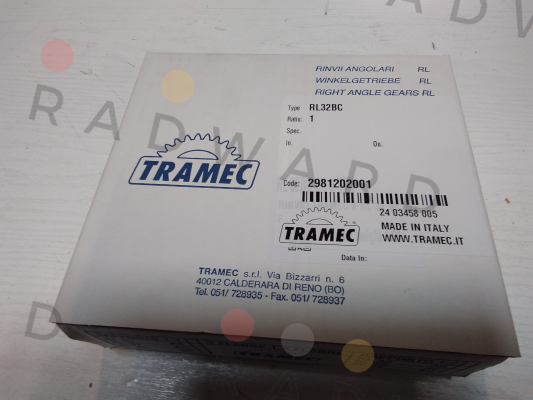 RINVII ANGOLARI RL
WINKELGETRIEBE RL
RIGHT ANGLE GEARS RL
Type RL32BC
Ratio: 1
Spec.
In. Ou.
TRAMEC
Code: 2981202001
24 03458 005
TRAMEC
MADE IN ITALY
WWW.TRAMEC.IT
Data In:
TRAMEC s.r.l. Via Bizzarri n. 6
40012 CALDERARA DI RENO (BO)
Tel. 051/ 728935 - Fax. 051/ 728937
RADWARD